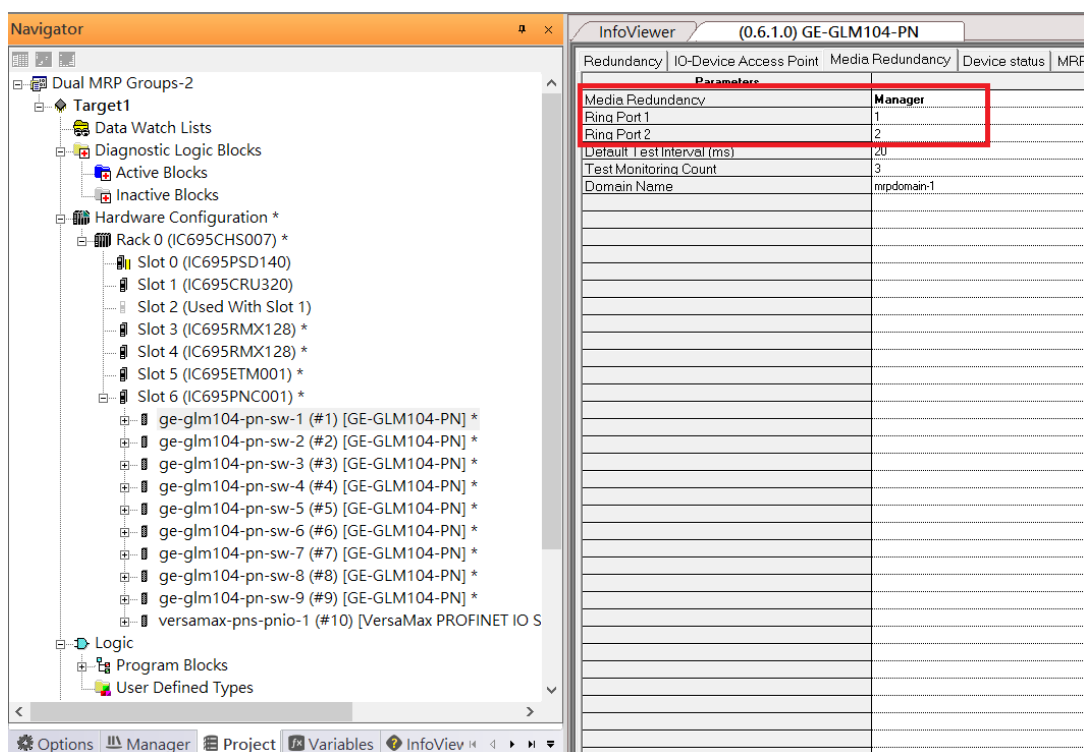 Navigator
Dual MRP Groups-2
Target1
Data Watch Lists
Diagnostic Logic Blocks
Active Blocks
Inactive Blocks
Hardware Configuration *
Rack 0 (IC695CHS007) *
Slot 0 (IC695PSD140)
Slot 1 (IC695CRU320)
Slot 2 (Used With Slot 1)
Slot 3 (IC695RMX128) *
Slot 4 (IC695RMX128) *
Slot 5 (IC695ETM001) *
Slot 6 (IC695PNC001) *
ge-glm104-pn-sw-1 (#1) [GE-GLM104-PN] *
ge-glm104-pn-sw-2 (#2) [GE-GLM104-PN] *
ge-glm104-pn-sw-3 (#3) [GE-GLM104-PN] *
ge-glm104-pn-sw-4 (#4) [GE-GLM104-PN] *
ge-glm104-pn-sw-5 (#5) [GE-GLM104-PN] *
ge-glm104-pn-sw-6 (#6) [GE-GLM104-PN] *
ge-glm104-pn-sw-7 (#7) [GE-GLM104-PN] *
ge-glm104-pn-sw-8 (#8) [GE-GLM104-PN] *
ge-glm104-pn-sw-9 (#9) [GE-GLM104-PN] *
versamax-pns-pnio-1 (#10) [VersaMax PROFINET IO S
Logic
Program Blocks
User Defined Types
Options Manager Project Variables InfoView
InfoViewer (0.6.1.0) GE-GLM104-PN
Redundancy IO-Device Access Point Media Redundancy Device status MRP
Parameters
Media Redundancy Manager
Ring Port 1 1
Ring Port 2 2
Default Test Interval (ms) 20
Test Monitoring Count 3
Domain Name mrpdomain-1